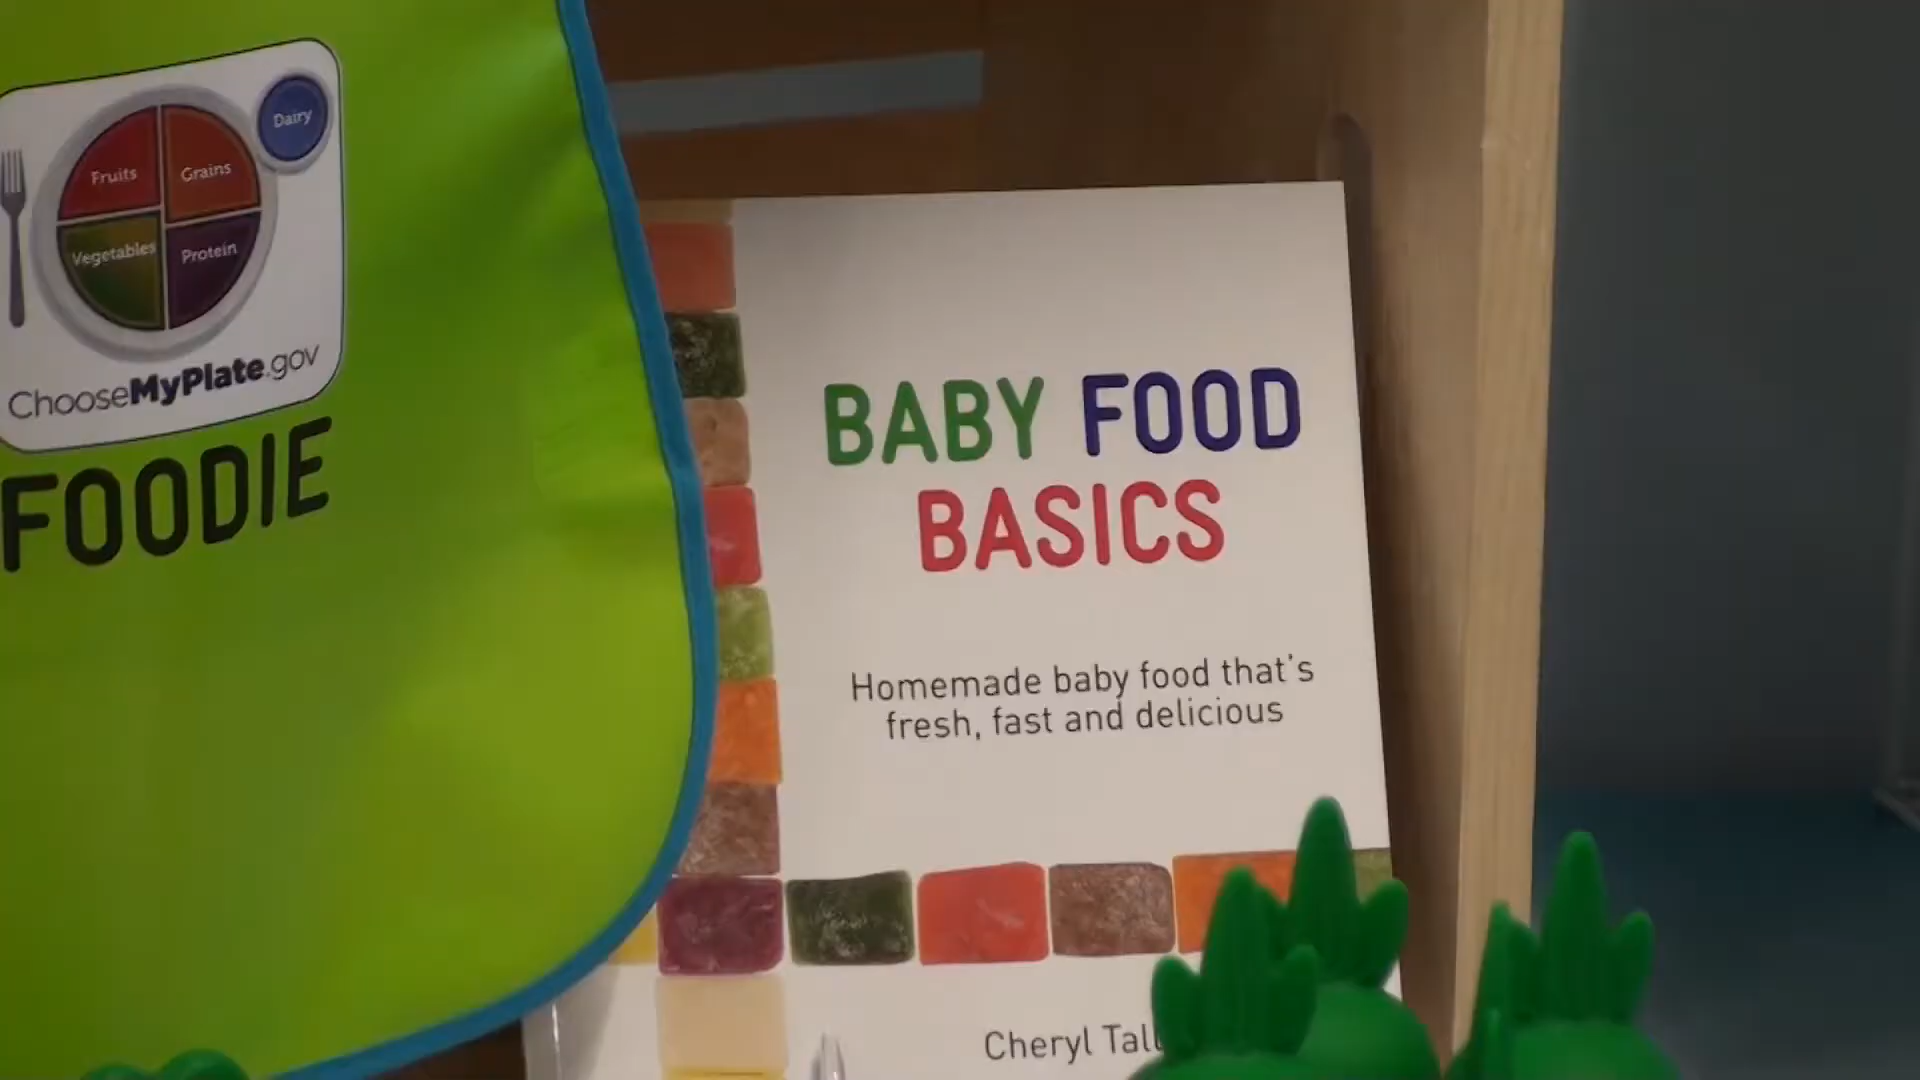 Dairy
Fruits
Grains
Vegetables
Protein
ChooseMyPlate.gov
FOODIE
BABY FOOD
BASICS
Homemade baby food that's
fresh, fast and delicious
Cheryl